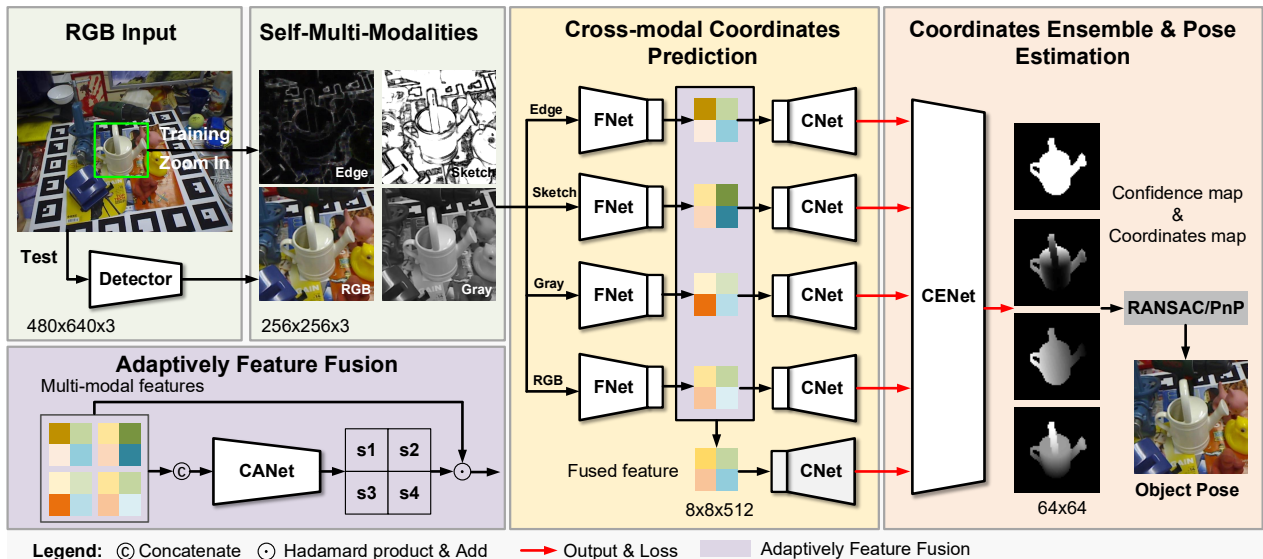 RGB Input
Training
Zoom In
Test
Detector
480x640x3
Self-Multi-Modalities
Edge
Sketch
RGB
Gray
256x256x3
Adaptively Feature Fusion
Multi-modal features
C
CANet
s1 s2
s3 s4
Cross-modal Coordinates
Prediction
Edge
FNet
CNet
Sketch
FNet
CNet
Gray
FNet
CNet
RGB
FNet
CNet
Fused feature
CNet
8x8x512
Coordinates Ensemble & Pose
Estimation
CENet
Confidence map
&
Coordinates map
RANSAC/PnP
Object Pose
64x64
Legend: © Concatenate ⊙ Hadamard product & Add Output & Loss Adaptively Feature Fusion